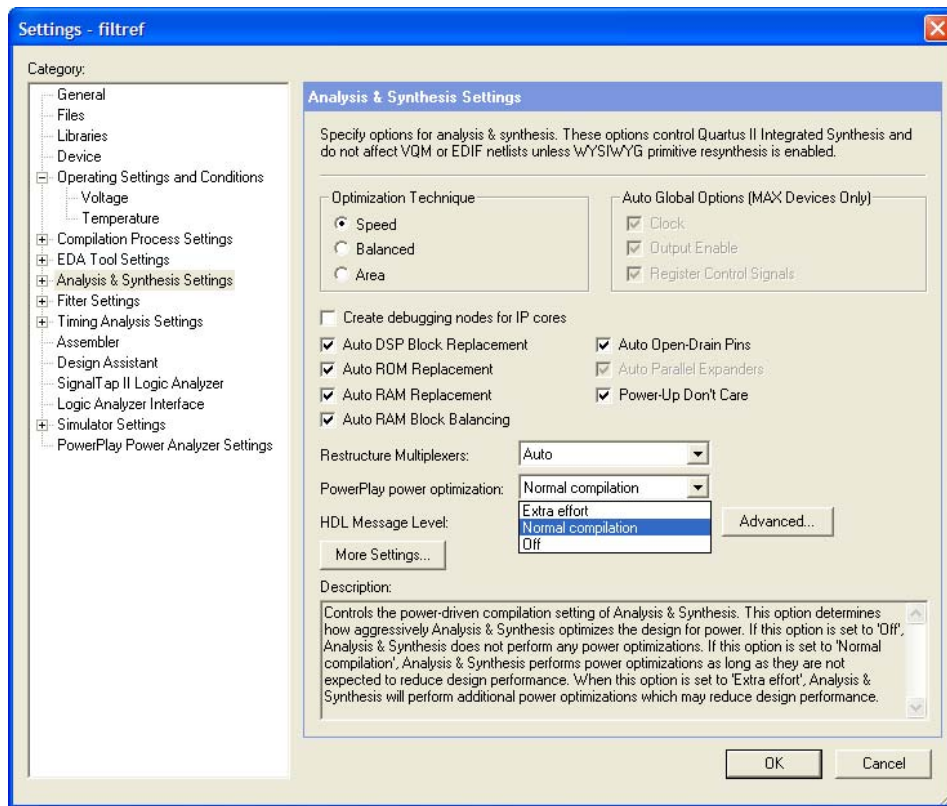 Settings - filtref
Category:
General
Files
Libraries
Device
Operating Settings and Conditions
Voltage
Temperature
Compilation Process Settings
EDA Tool Settings
Analysis & Synthesis Settings
Fitter Settings
Timing Analysis Settings
Assembler
Design Assistant
SignalTap II Logic Analyzer
Logic Analyzer Interface
Simulator Settings
PowerPlay Power Analyzer Settings
Analysis & Synthesis Settings
Specify options for analysis & synthesis. These options control Quartus II Integrated Synthesis and
do not affect VQM or EDIF netlists unless WYSIWYG primitive resynthesis is enabled.
Optimization Technique
Speed
Balanced
Area
Auto Global Options (MAX Devices Only)
Clock
Output Enable
Register Control Signals
Create debugging nodes for IP cores
Auto DSP Block Replacement
Auto ROM Replacement
Auto RAM Replacement
Auto RAM Block Balancing
Auto Open-Drain Pins
Auto Parallel Expanders
Power-Up Don't Care
Restructure Multiplexers: Auto
PowerPlay power optimization: Normal compilation
Extra effort
Normal compilation
Off
HDL Message Level:
Advanced...
More Settings...
Description:
Controls the power-driven compilation setting of Analysis & Synthesis. This option determines
how aggressively Analysis & Synthesis optimizes the design for power. If this option is set to 'Off',
Analysis & Synthesis does not perform any power optimizations. If this option is set to 'Normal
compilation', Analysis & Synthesis performs power optimizations as long as they are not
expected to reduce design performance. When this option is set to 'Extra effort', Analysis &
Synthesis will perform additional power optimizations which may reduce design performance.
OK
Cancel